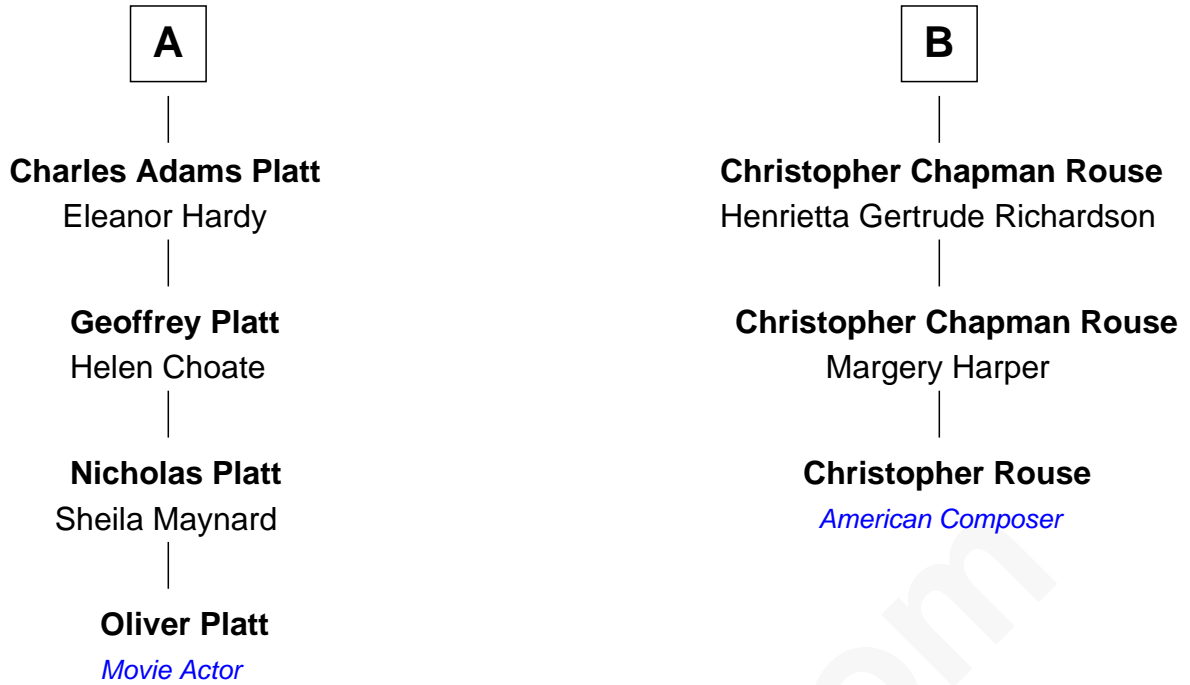 A
Charles Adams Platt
Eleanor Hardy
Geoffrey Platt
Helen Choate
Nicholas Platt
Sheila Maynard
Oliver Platt
Movie Actor
B
Christopher Chapman Rouse
Henrietta Gertrude Richardson
Christopher Chapman Rouse
Margery Harper
Christopher Rouse
American Composer
om